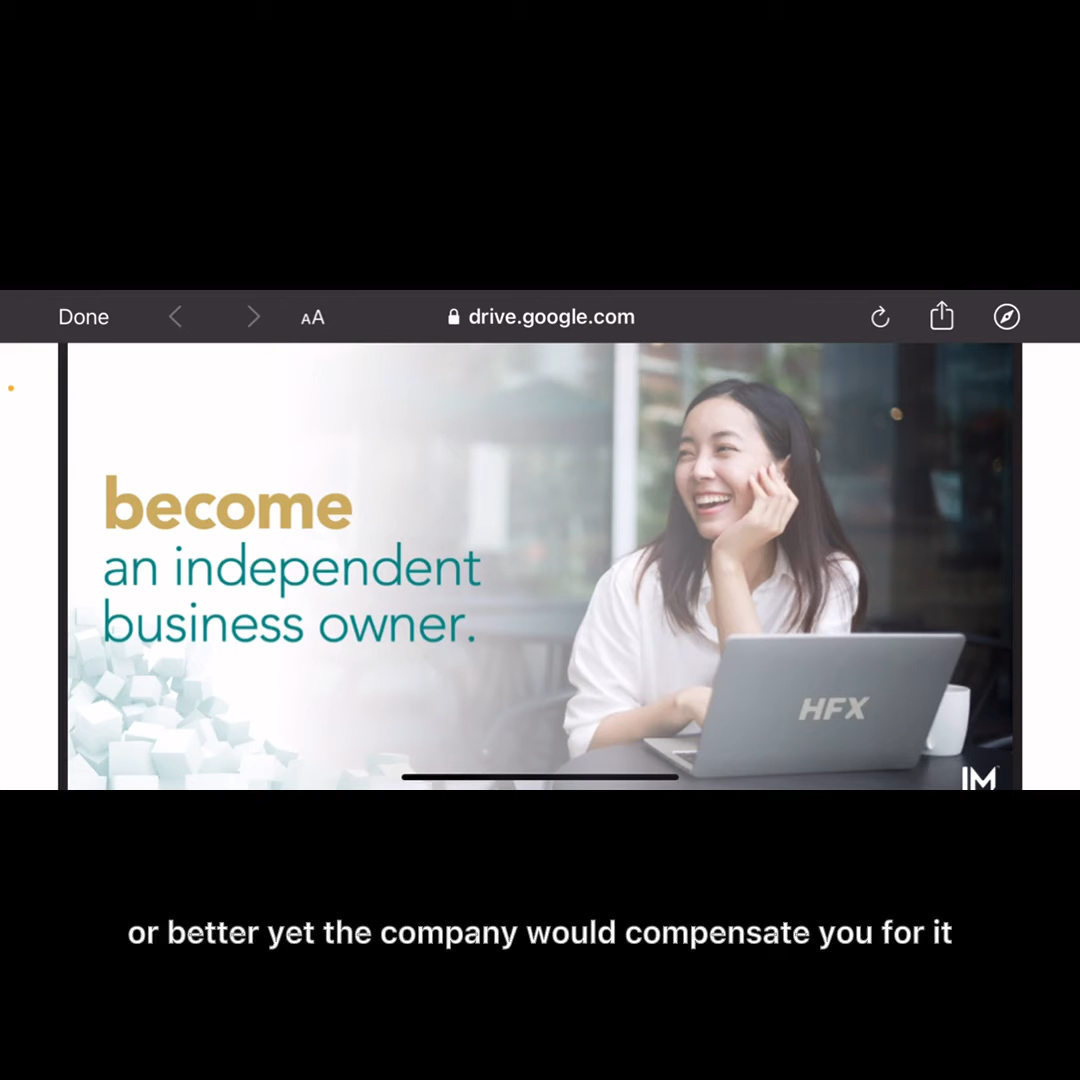 Done
AA
drive.google.com
become
an independent
business owner.
HFX
IM
or better yet the company would compensate you for it